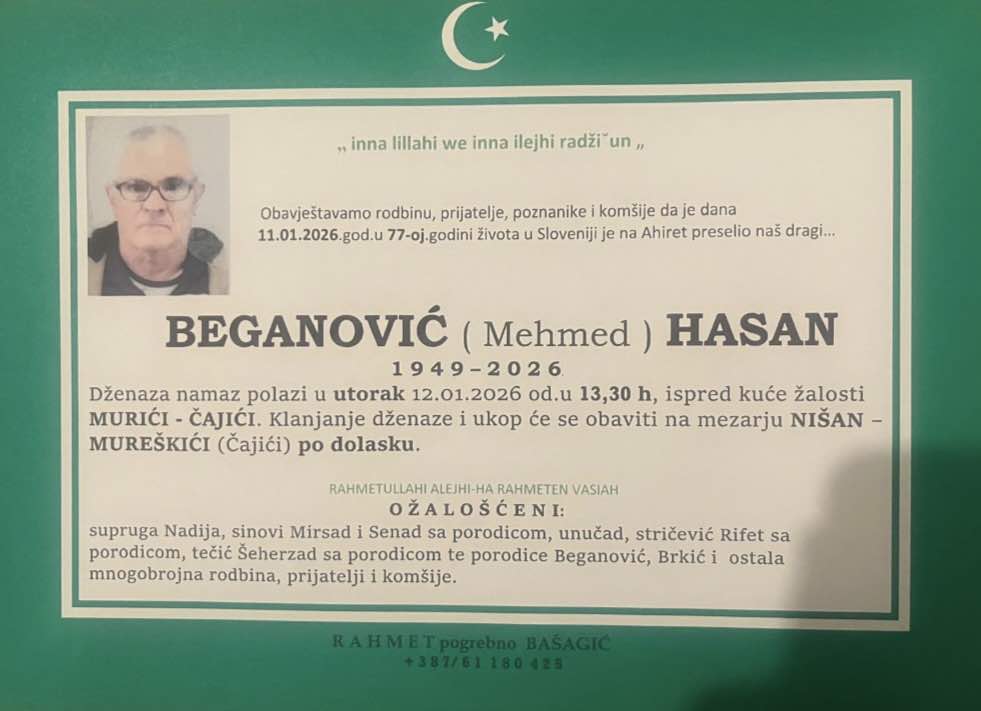 „ inna lillahi we inna ilejhi radži˘un „
Obavještavamo rodbinu, prijatelje, poznanike i komšije da je dana
11.01.2026.god.u 77-oj.godini života u Sloveniji je na Ahiret preselio naš dragi...
BEGANOVIĆ ( Mehmed ) HASAN
1949-2026
Dženaza namaz polazi u utorak 12.01.2026 od.u 13,30 h, ispred kuće žalosti
MURIĆI - ČAJIĆI. Klanjanje dženaze i ukop će se obaviti na mezarju NIŠAN –
MUREŠKIĆI (Čajići) po dolasku.
RAHMETULLAHI ALEJHI-HA RAHMETEN VASIAH
OŽALOŠĆENI:
supruga Nadija, sinovi Mirsad i Senad sa porodicom, unučad, stričević Rifet sa
porodicom, tečić Šeherzad sa porodicom te porodice Beganović, Brkić i ostala
mnogobrojna rodbina, prijatelji i komšije.
RAHMET pogrebno BAŠAGIĆ
+387/61 180 425